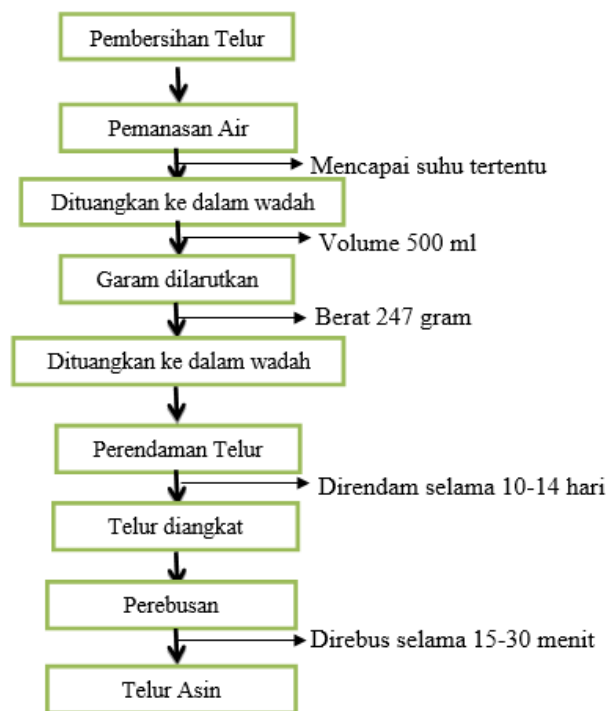 Pembersihan Telur
Pemanasan Air
Mencapai suhu tertentu
Dituangkan ke dalam wadah
Volume 500 ml
Garam dilarutkan
Berat 247 gram
Dituangkan ke dalam wadah
Perendaman Telur
Direndam selama 10-14 hari
Telur diangkat
Perebusan
Direbus selama 15-30 menit
Telur Asin